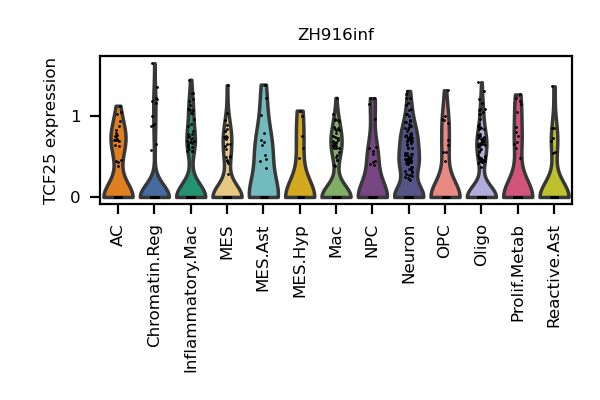 ZH916inf
TCF25 expression
1
0
AC
Chromatin.Reg
Inflammatory.Mac
MES
MES.Ast
MES.Hyp
Mac
NPC
Neuron
OPC
Oligo
Prolif.Metab
Reactive.Ast